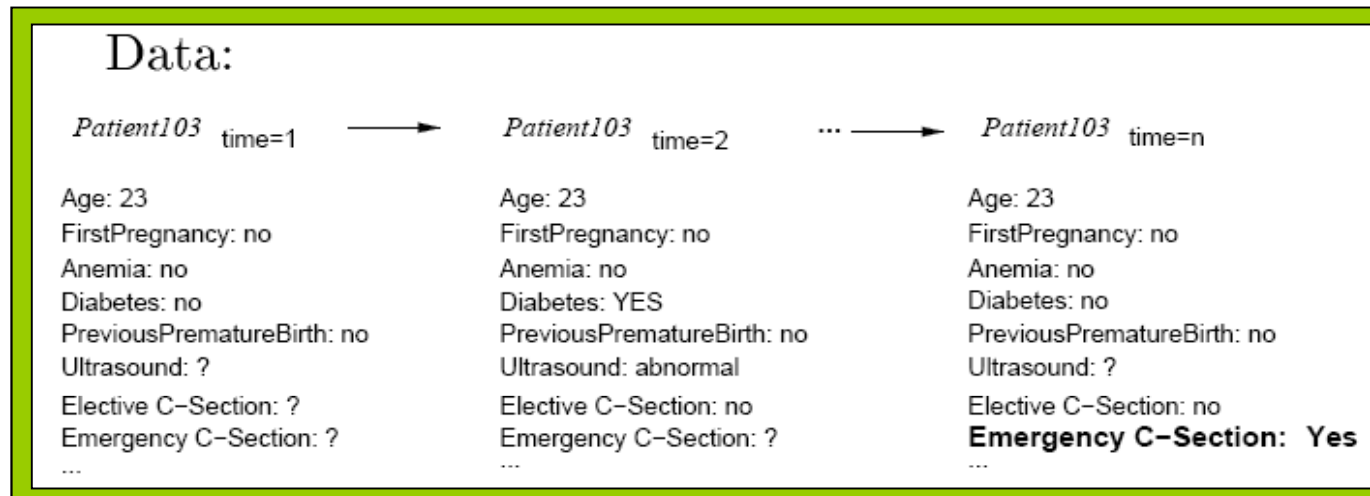 Data:
Patient103 time=1 Patient103 time=2 ... Patient103 time=n
Age: 23
FirstPregnancy: no
Anemia: no
Diabetes: no
PreviousPrematureBirth: no
Ultrasound: ?
Elective C−Section: ?
Emergency C−Section: ?
...
Age: 23
FirstPregnancy: no
Anemia: no
Diabetes: YES
PreviousPrematureBirth: no
Ultrasound: abnormal
Elective C−Section: no
Emergency C−Section: ?
...
Age: 23
FirstPregnancy: no
Anemia: no
Diabetes: no
PreviousPrematureBirth: no
Ultrasound: ?
Elective C−Section: no
Emergency C−Section: Yes
...